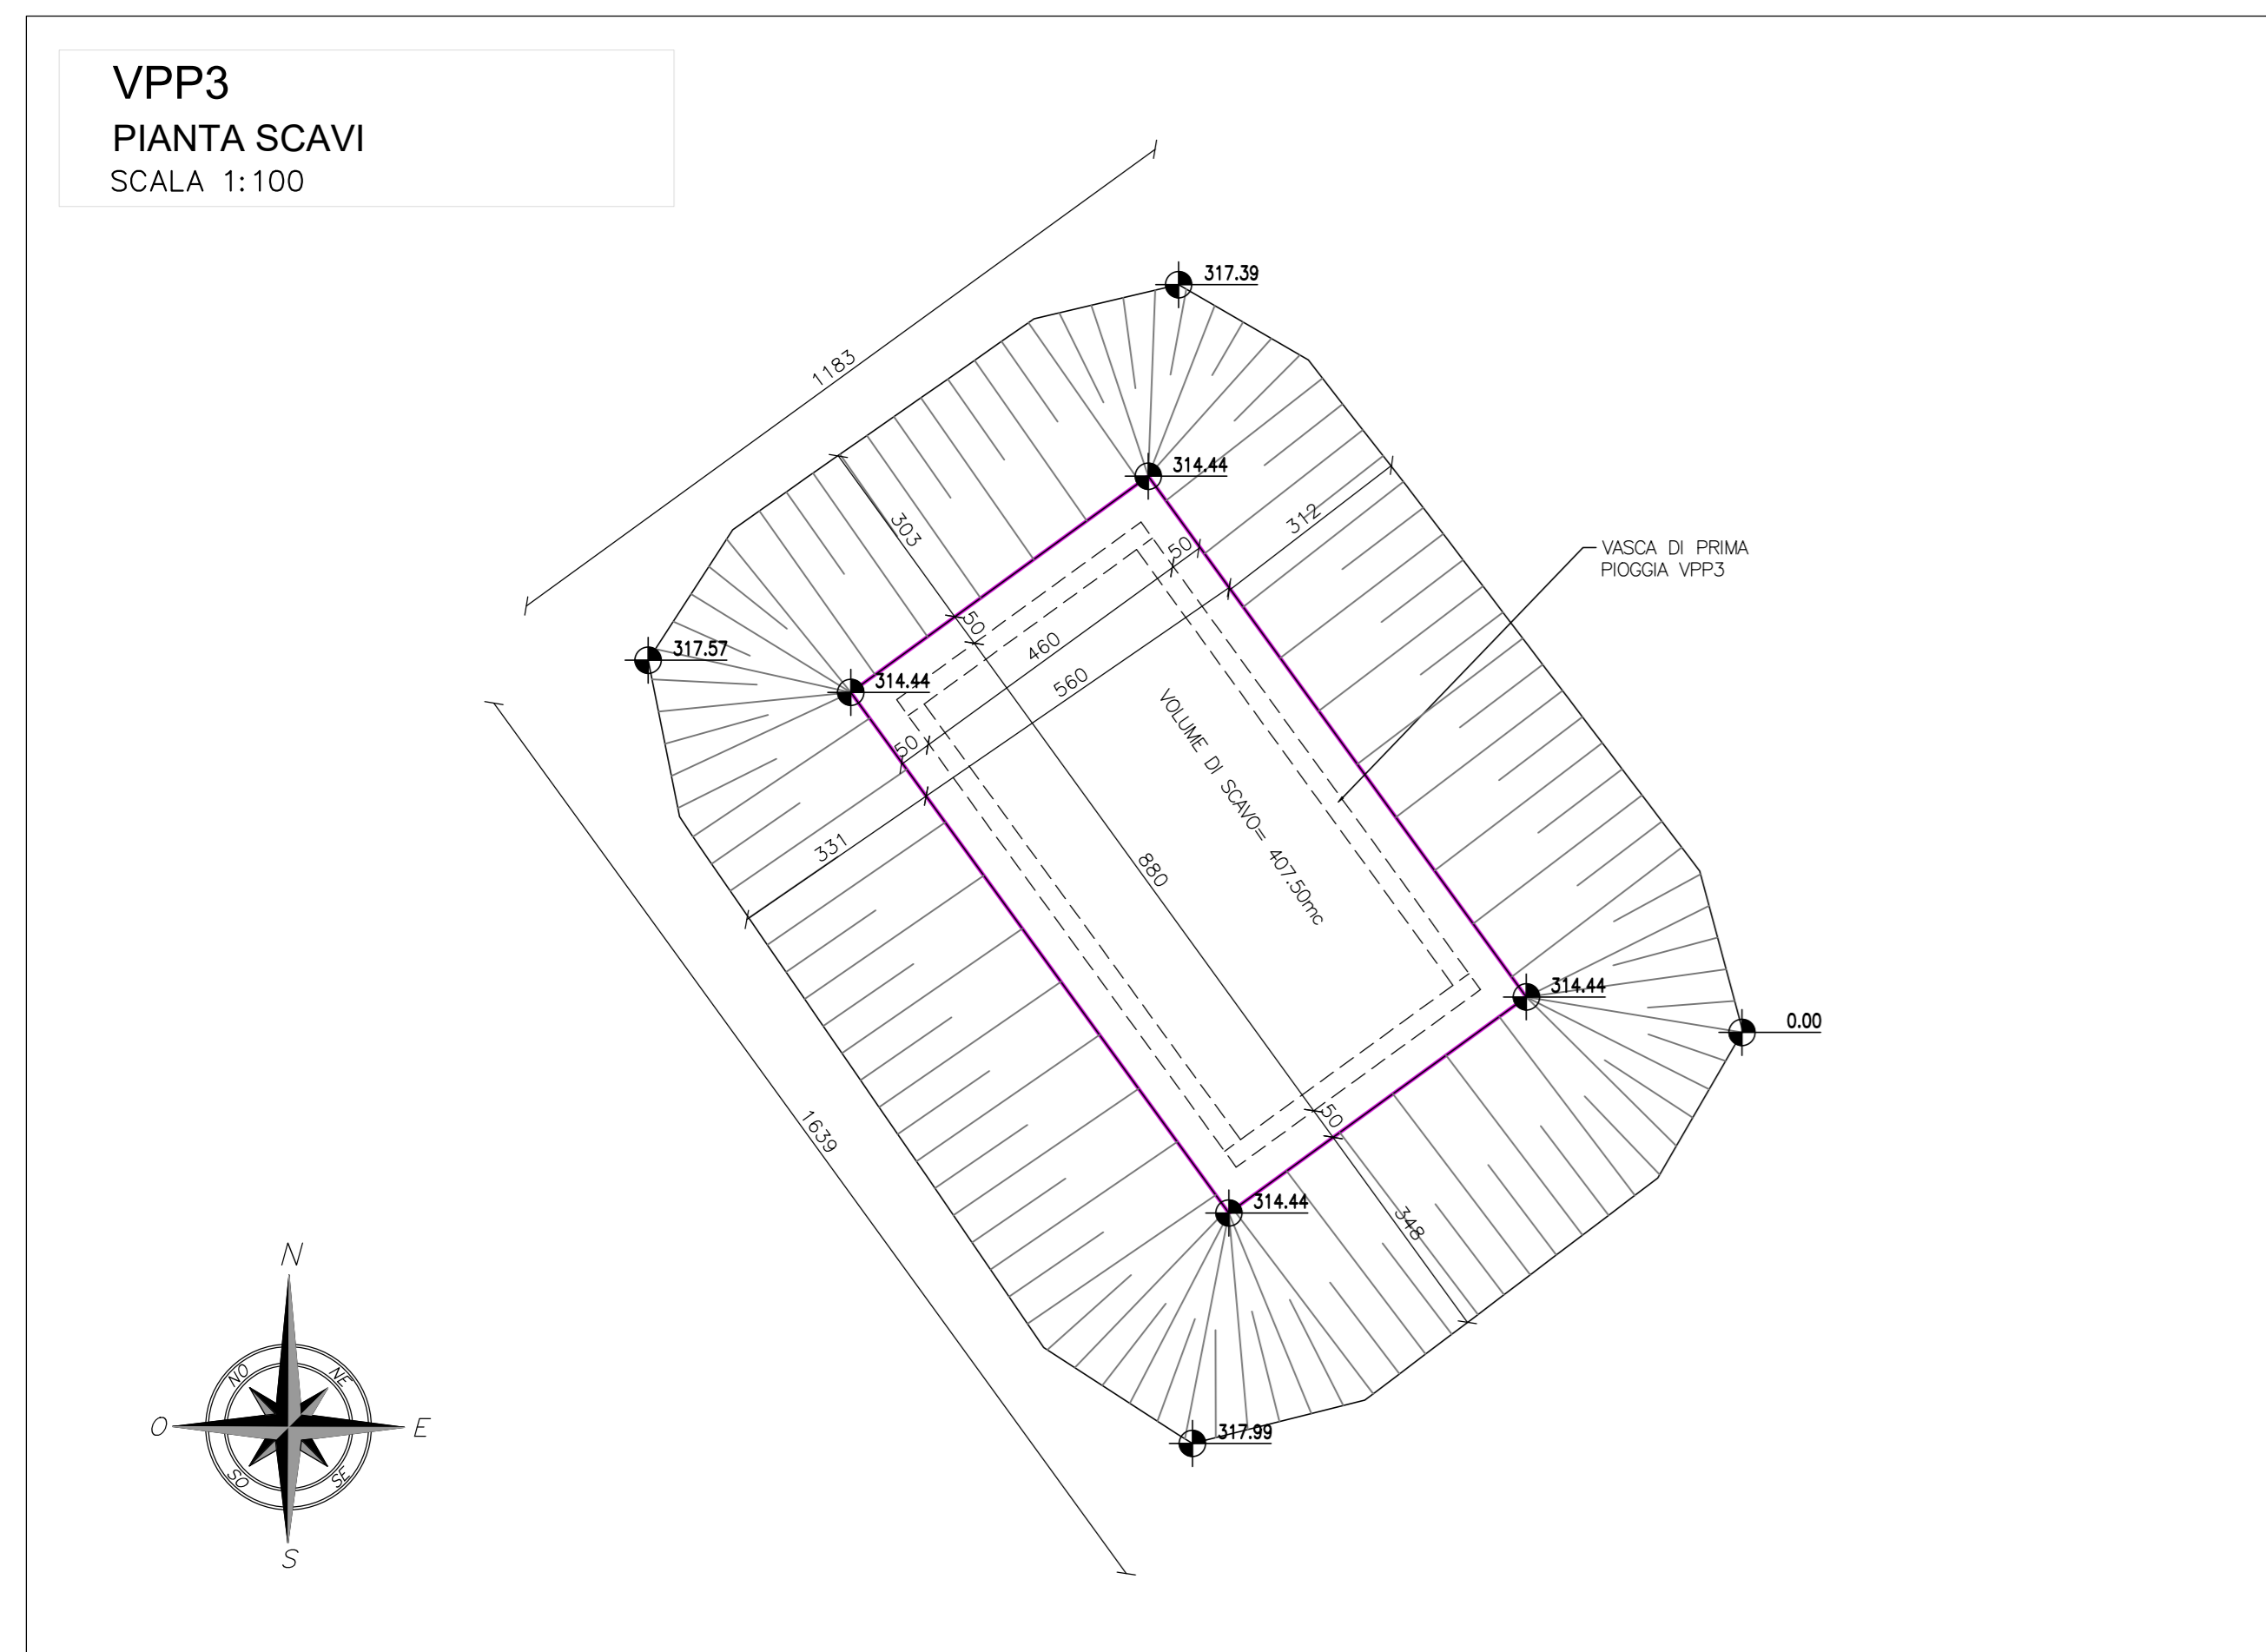 VPP3
PIANTA SCAVI
SCALA 1:100
1183
317.39
314.44
303
312
50
50
VASCA DI PRIMA
PIOGGIA VPP3
460
560
317.57
314.44
50
331
VOLUME DI SCAVO= 407.50mc
880
314.44
0.00
1639
50
348
314.44
317.99
N
NO
NE
O
E
SO
SE
S